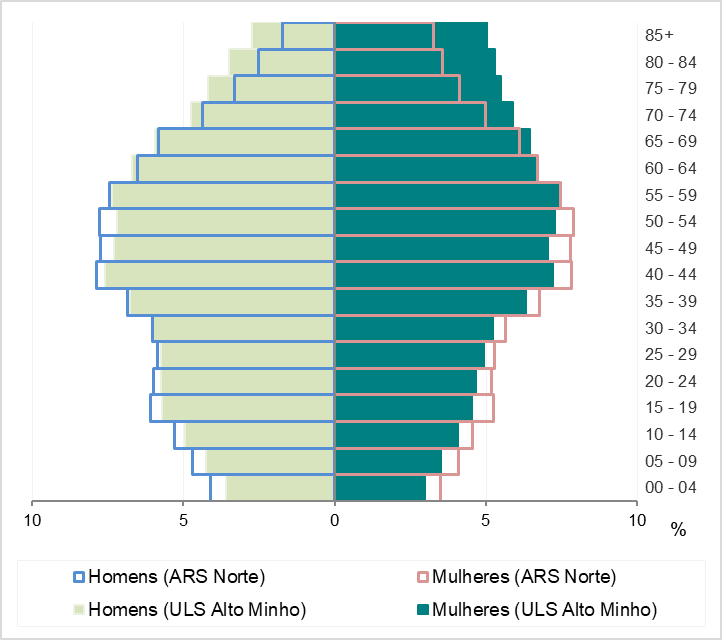 85+
80 - 84
75 - 79
70 - 74
65 - 69
60 - 64
55 - 59
50 - 54
45 - 49
40 - 44
35 - 39
30 - 34
25 - 29
20 - 24
15 - 19
10 - 14
05 - 09
00 - 04
10 5 0 5 10
%
Homens (ARS Norte) Mulheres (ARS Norte)
Homens (ULS Alto Minho) Mulheres (ULS Alto Minho)